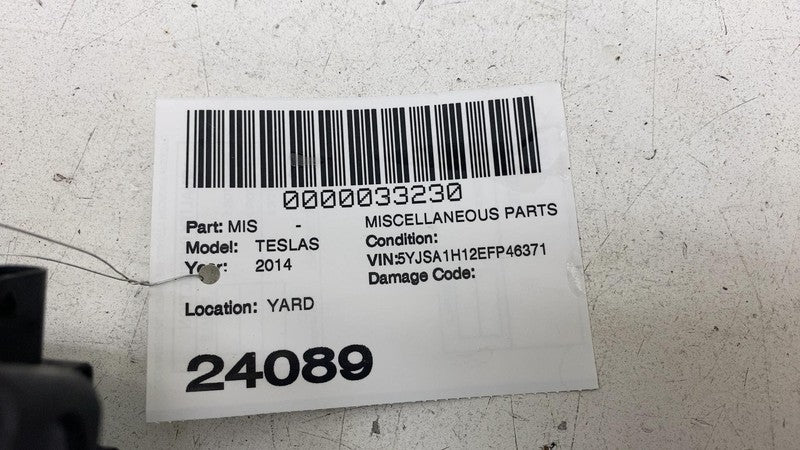 0000033230
Part: MIS - MISCELLANEOUS PARTS
Model: TESLAS Condition:
Year: 2014 VIN:5YJSA1H12EFP46371
Damage Code:
Location: YARD
24089